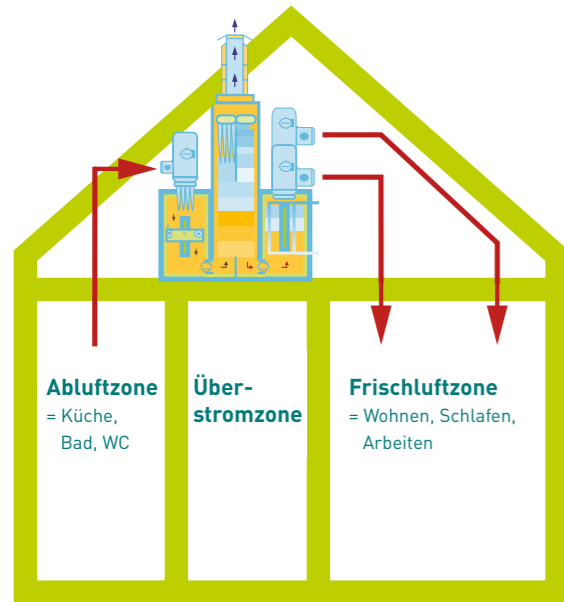 Abluftzone
= Küche,
Bad, WC
Über-
stromzone
Frischluftzone
= Wohnen, Schlafen,
Arbeiten